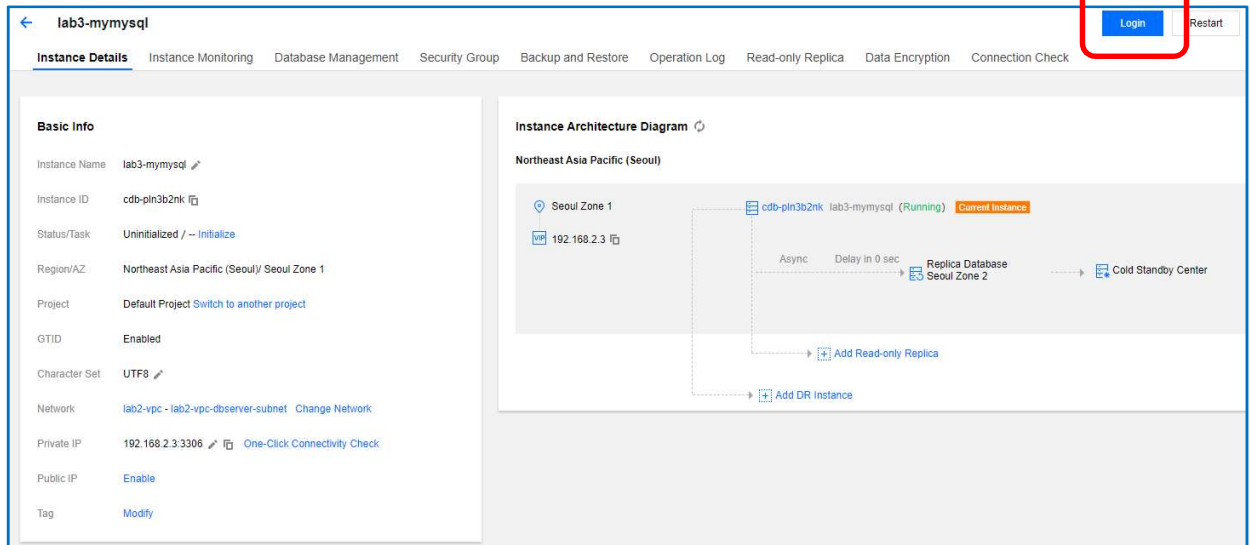 lab3-mymysql
Login
Restart
Instance Details Instance Monitoring Database Management Security Group Backup and Restore Operation Log Read-only Replica Data Encryption Connection Check
Basic Info
Instance Name lab3-mymysql
Instance ID cdb-pln3b2nk
Status/Task Uninitialized / -- Initialize
Region/AZ Northeast Asia Pacific (Seoul)/ Seoul Zone 1
Project Default Project Switch to another project
GTID Enabled
Character Set UTF8
Network lab2-vpc - lab2-vpc-dbserver-subnet Change Network
Private IP 192.168.2.3:3306 One-Click Connectivity Check
Public IP Enable
Tag Modify
Instance Architecture Diagram
Northeast Asia Pacific (Seoul)
Seoul Zone 1
VIP 192.168.2.3
cdb-pln3b2nk lab3-mymysql (Running) Current Instance
Async Delay in 0 sec
Replica Database
Seoul Zone 2
Cold Standby Center
Add Read-only Replica
Add DR Instance